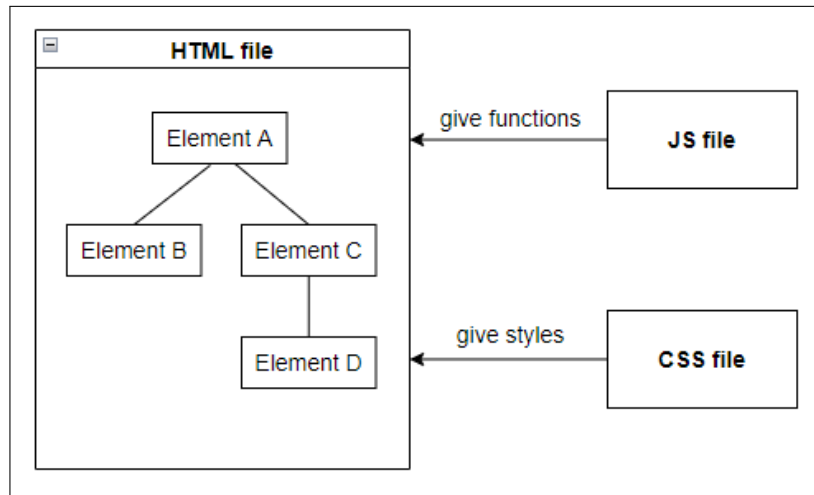 HTML file
Element A
Element B
Element C
Element D
give functions
JS file
give styles
CSS file